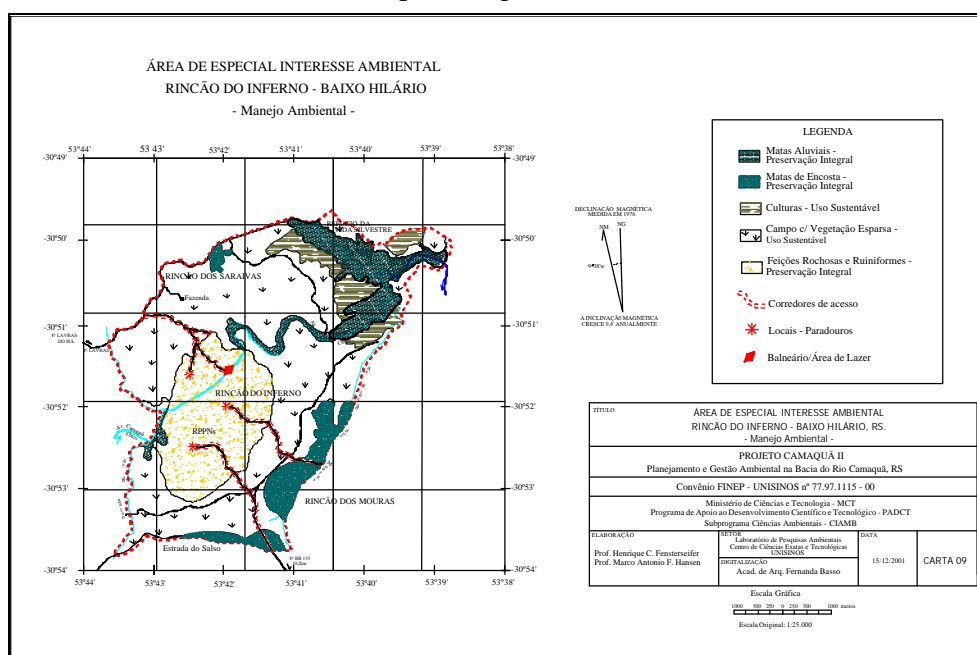 ÁREA DE ESPECIAL INTERESSE AMBIENTAL
RINCÃO DO INFERNO - BAIXO HILÁRIO
- Manejo Ambiental -
53°44' 53°43' 53°42' 53°41' 53°40' 53°39' 53°38'
-30°49' -30°49'
-30°50' -30°50'
-30°51' -30°51'
-30°52' -30°52'
-30°53' -30°53'
-30°54' -30°54'
53°44' 53°43' 53°42' 53°41' 53°40' 53°39' 53°38'
VIDA SILVESTRE
RINCÃO DOS SARAIVAS
Fazenda
P/ LAVRAS
DO SUL
P/ LAVRAS
RINCÃO DO INFERNO
RPPNs
RINCÃO DOS MOURAS
Estrada do Salso
P/ BR 153
DECLINAÇÃO MAGNÉTICA
MEDIDA EM 1976
NM NG
A INCLINAÇÃO MAGNÉTICA
CRESCE 9,4' ANUALMENTE
LEGENDA
Matas Aluviais -
Preservação Integral
Matas de Encosta -
Preservação Integral
Culturas - Uso Sustentável
Campo c/ Vegetação Esparsa -
Uso Sustentável
Feições Rochosas e Ruiniformes -
Preservação Integral
Corredores de acesso
Locais - Paradouros
Balneário/Área de Lazer
TÍTULO
ÁREA DE ESPECIAL INTERESSE AMBIENTAL
RINCÃO DO INFERNO - BAIXO HILÁRIO, RS.
- Manejo Ambiental -
PROJETO CAMAQUÃ II
Planejamento e Gestão Ambiental na Bacia do Rio Camaquã, RS
Convênio FINEP - UNISINOS nº 77.97.1115 - 00
Ministério de Ciências e Tecnologia - MCT
Programa de Apoio ao Desenvolvimento Científico e Tecnológico - PADCT
Subprograma Ciências Ambientais - CIAMB
ELABORAÇÃO
Prof. Henrique C. Fensterseifer
Prof. Marco Antonio F. Hansen
SETOR
Laboratório de Pesquisas Ambientais
Centro de Ciências Exatas e Tecnológicas
UNISINOS
DIGITALIZAÇÃO
Acad. de Arq. Fernanda Basso
DATA
15/12/2001
CARTA 09
Escala Gráfica
1000 500 250 0 250 500 1000 metros
Escala Original: 1:25.000